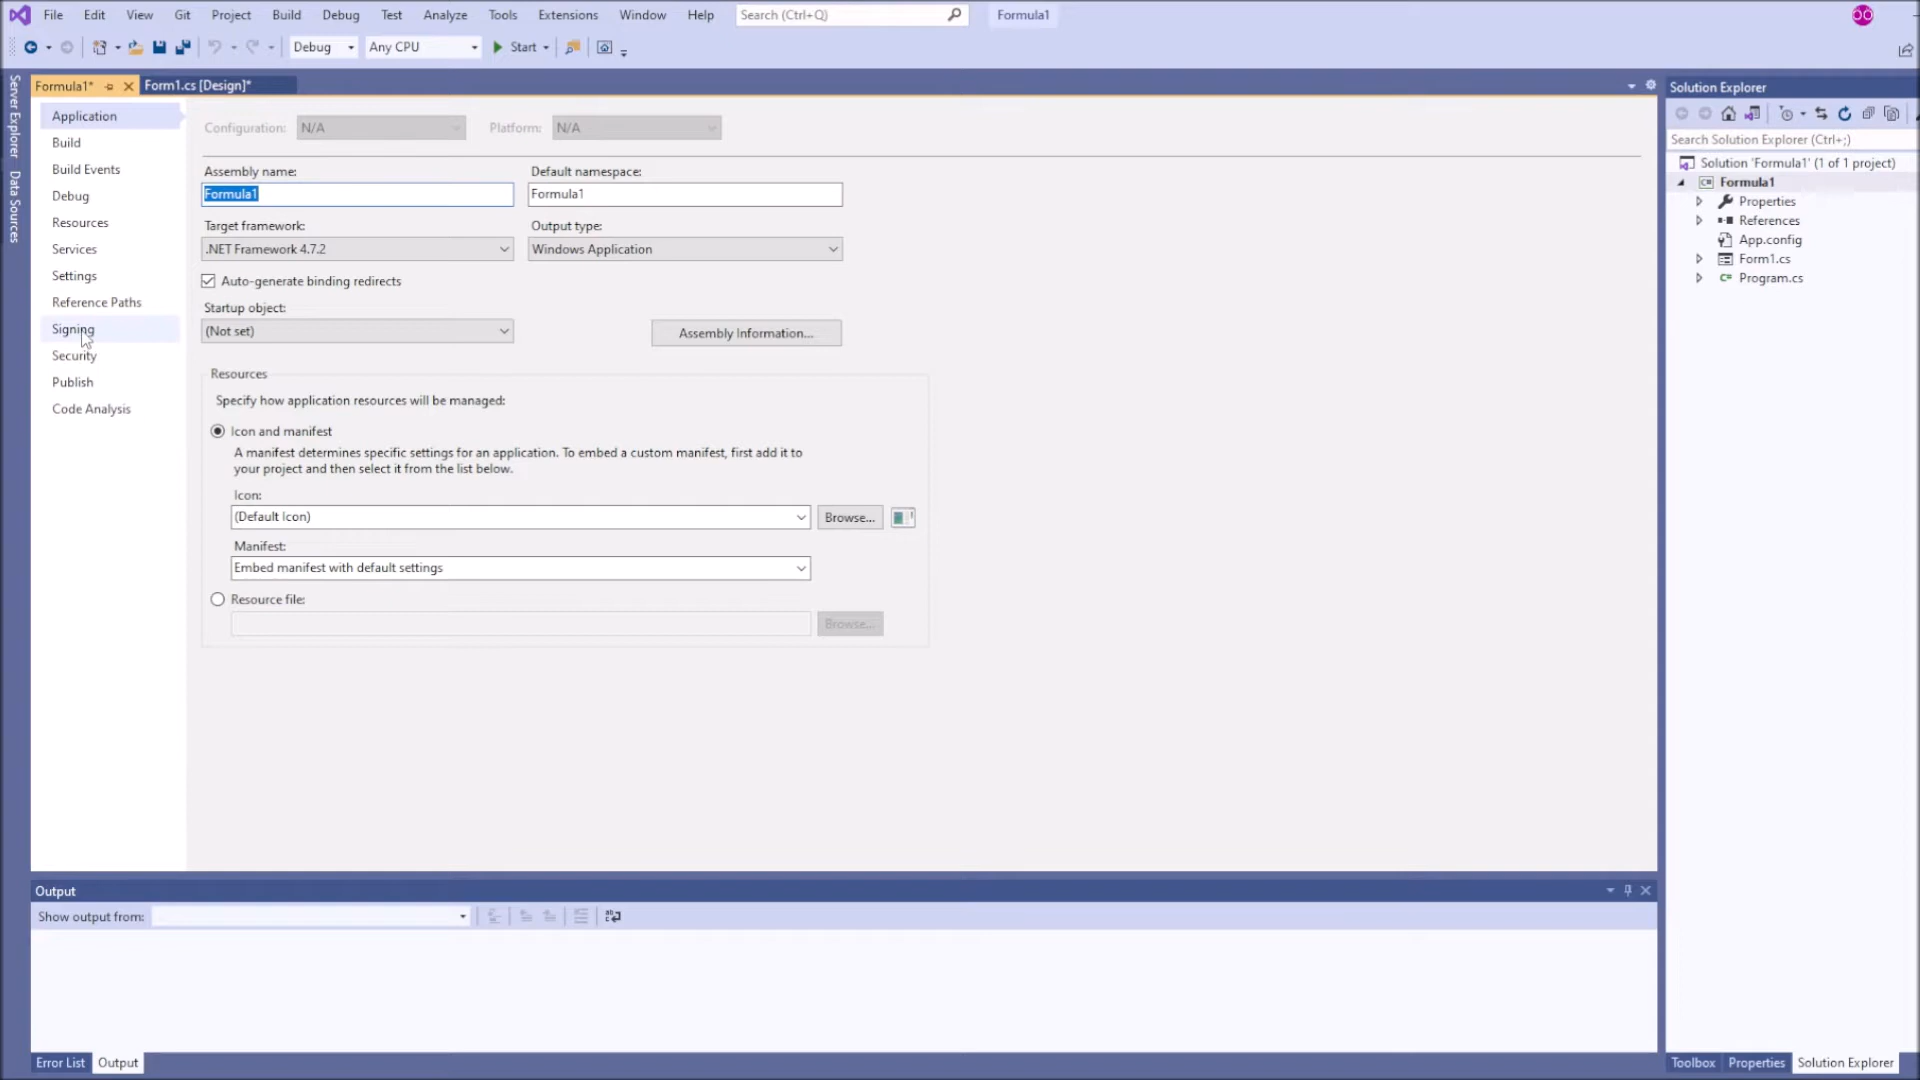 File Edit View Git Project Build Debug Test Analyze Tools Extensions Window Help Search (Ctrl+Q) Formula1
Debug Any CPU Start
Server Explorer
Data Sources
Formula1* Form1.cs [Design]*
Application
Build
Build Events
Debug
Resources
Services
Settings
Reference Paths
Signing
Security
Publish
Code Analysis
Configuration: N/A Platform: N/A
Assembly name: Default namespace:
Formula1 Formula1
Target framework: Output type:
.NET Framework 4.7.2 Windows Application
Auto-generate binding redirects
Startup object:
(Not set) Assembly Information...
Resources
Specify how application resources will be managed:
Icon and manifest
A manifest determines specific settings for an application. To embed a custom manifest, first add it to
your project and then select it from the list below.
Icon:
(Default Icon) Browse...
Manifest:
Embed manifest with default settings
Resource file:
Browse...
Solution Explorer
Search Solution Explorer (Ctrl+;)
Solution 'Formula1' (1 of 1 project)
C# Formula1
Properties
References
App.config
Form1.cs
C# Program.cs
Output
Show output from:
Error List Output
Toolbox Properties Solution Explorer